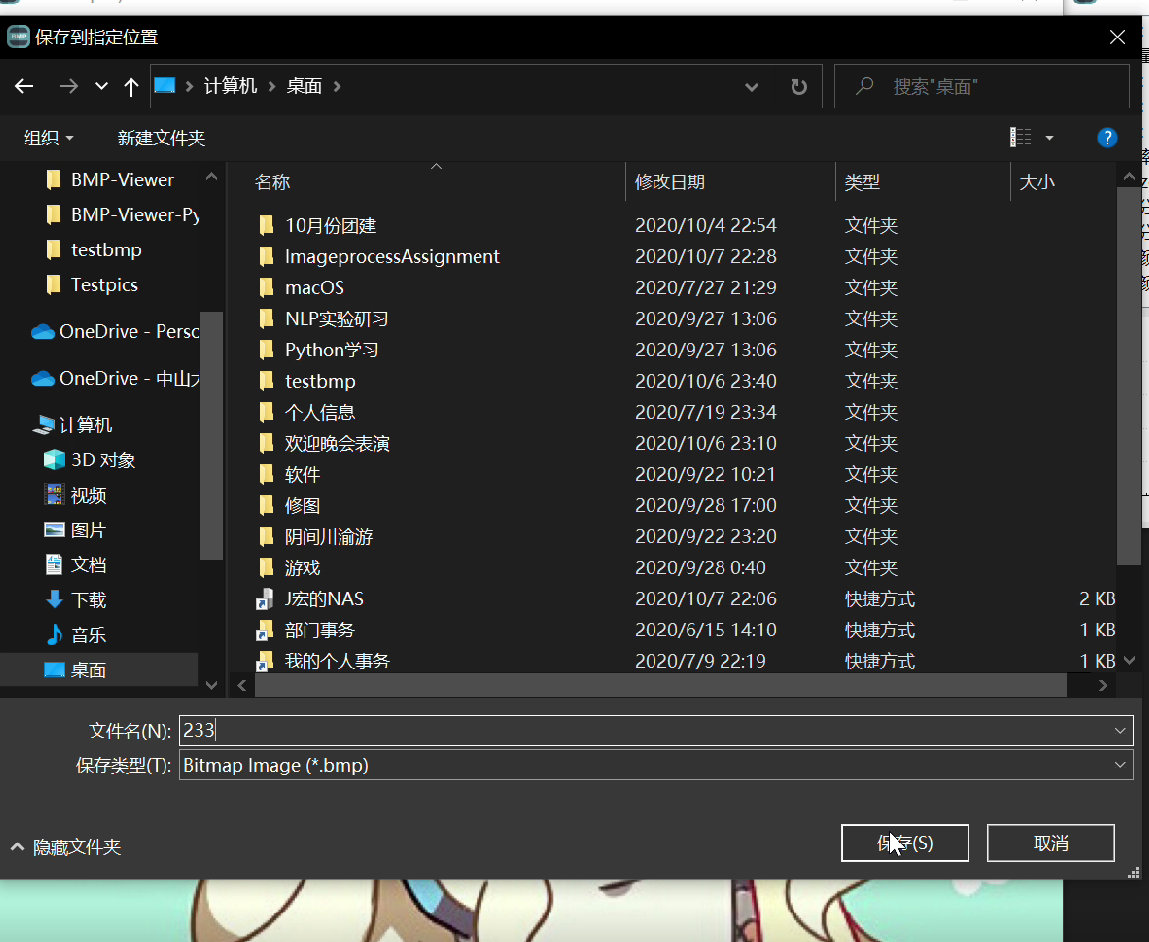 BMP 保存到指定位置
计算机 桌面 搜索"桌面"
组织 新建文件夹 ?
BMP-Viewer
BMP-Viewer-Py
testbmp
Testpics
OneDrive - Perso
OneDrive - 中山
计算机
3D 对象
视频
图片
文档
下载
音乐
桌面
名称 修改日期 类型 大小
10月份团建 2020/10/4 22:54 文件夹
ImageprocessAssignment 2020/10/7 22:28 文件夹
macOS 2020/7/27 21:29 文件夹
NLP实验研习 2020/9/27 13:06 文件夹
Python学习 2020/9/27 13:06 文件夹
testbmp 2020/10/6 23:40 文件夹
个人信息 2020/7/19 23:34 文件夹
欢迎晚会表演 2020/10/6 23:10 文件夹
软件 2020/9/22 10:21 文件夹
修图 2020/9/28 17:00 文件夹
阴间川渝游 2020/9/22 23:20 文件夹
游戏 2020/9/28 0:40 文件夹
J宏的NAS 2020/10/7 22:06 快捷方式 2 KB
部门事务 2020/6/15 14:10 快捷方式 1 KB
我的个人事务 2020/7/9 22:19 快捷方式 1 KB
文件名(N): 233
保存类型(T): Bitmap Image (*.bmp)
隐藏文件夹 保存(S) 取消